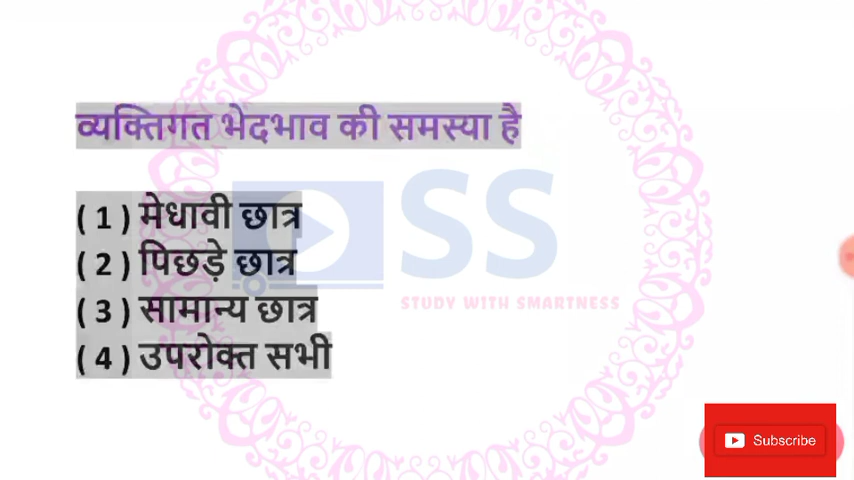 व्यक्तिगत भेदभाव की समस्या है
( 1 ) मेधावी छात्र
( 2 ) पिछड़े छात्र
( 3 ) सामान्य छात्र
( 4 ) उपरोक्त सभी
SS
STUDY WITH SMARTNESS
Subscribe